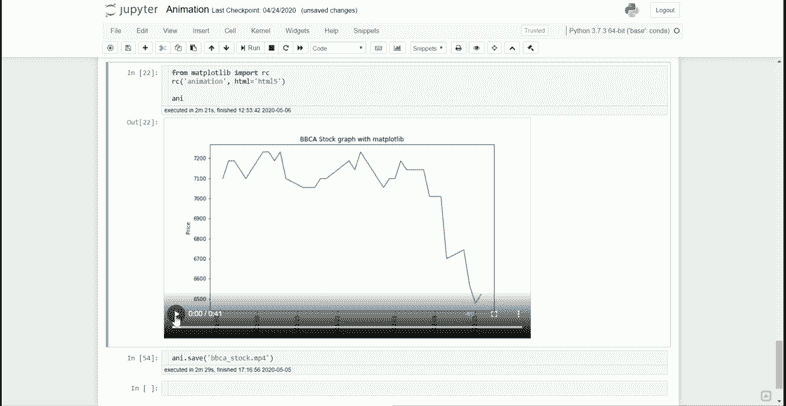 jupyter Animation Last Checkpoint 04/24/2020 (unsaved changes)
Logout
File Edit View Insert Cell Kernel Widgets Help Snippets
Trusted Python 3.7.3 64-bit ('base': conda)
Run Code Snippets
In [22]: from matplotlib import rc
rc('animation', html='html5')
ani
executed in 2m 21s, finished 12:53:42 2020-05-06
Out[22]:
BBCA Stock graph with matplotlib
7200
7100
7000
6900
6800
6700
6600
6500
Price
0:00 / 0:41
In [54]: ani.save('bbca_stock.mp4')
executed in 2m 29s, finished 17:16:56 2020-05-05
In [ ]: